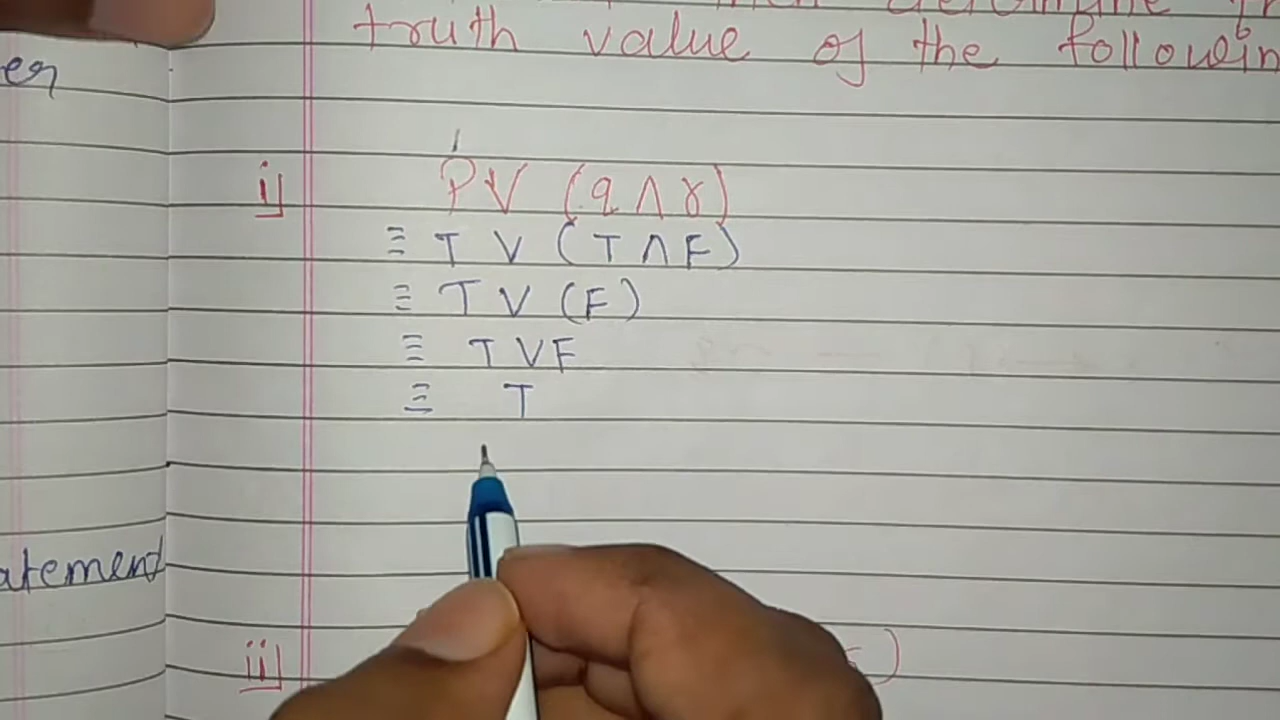 truth value of the followin
er
i) P V (q ∧ r)
≡ T V (T ∧ F)
≡ T V (F)
≡ T V F
≡ T
atement
ii)